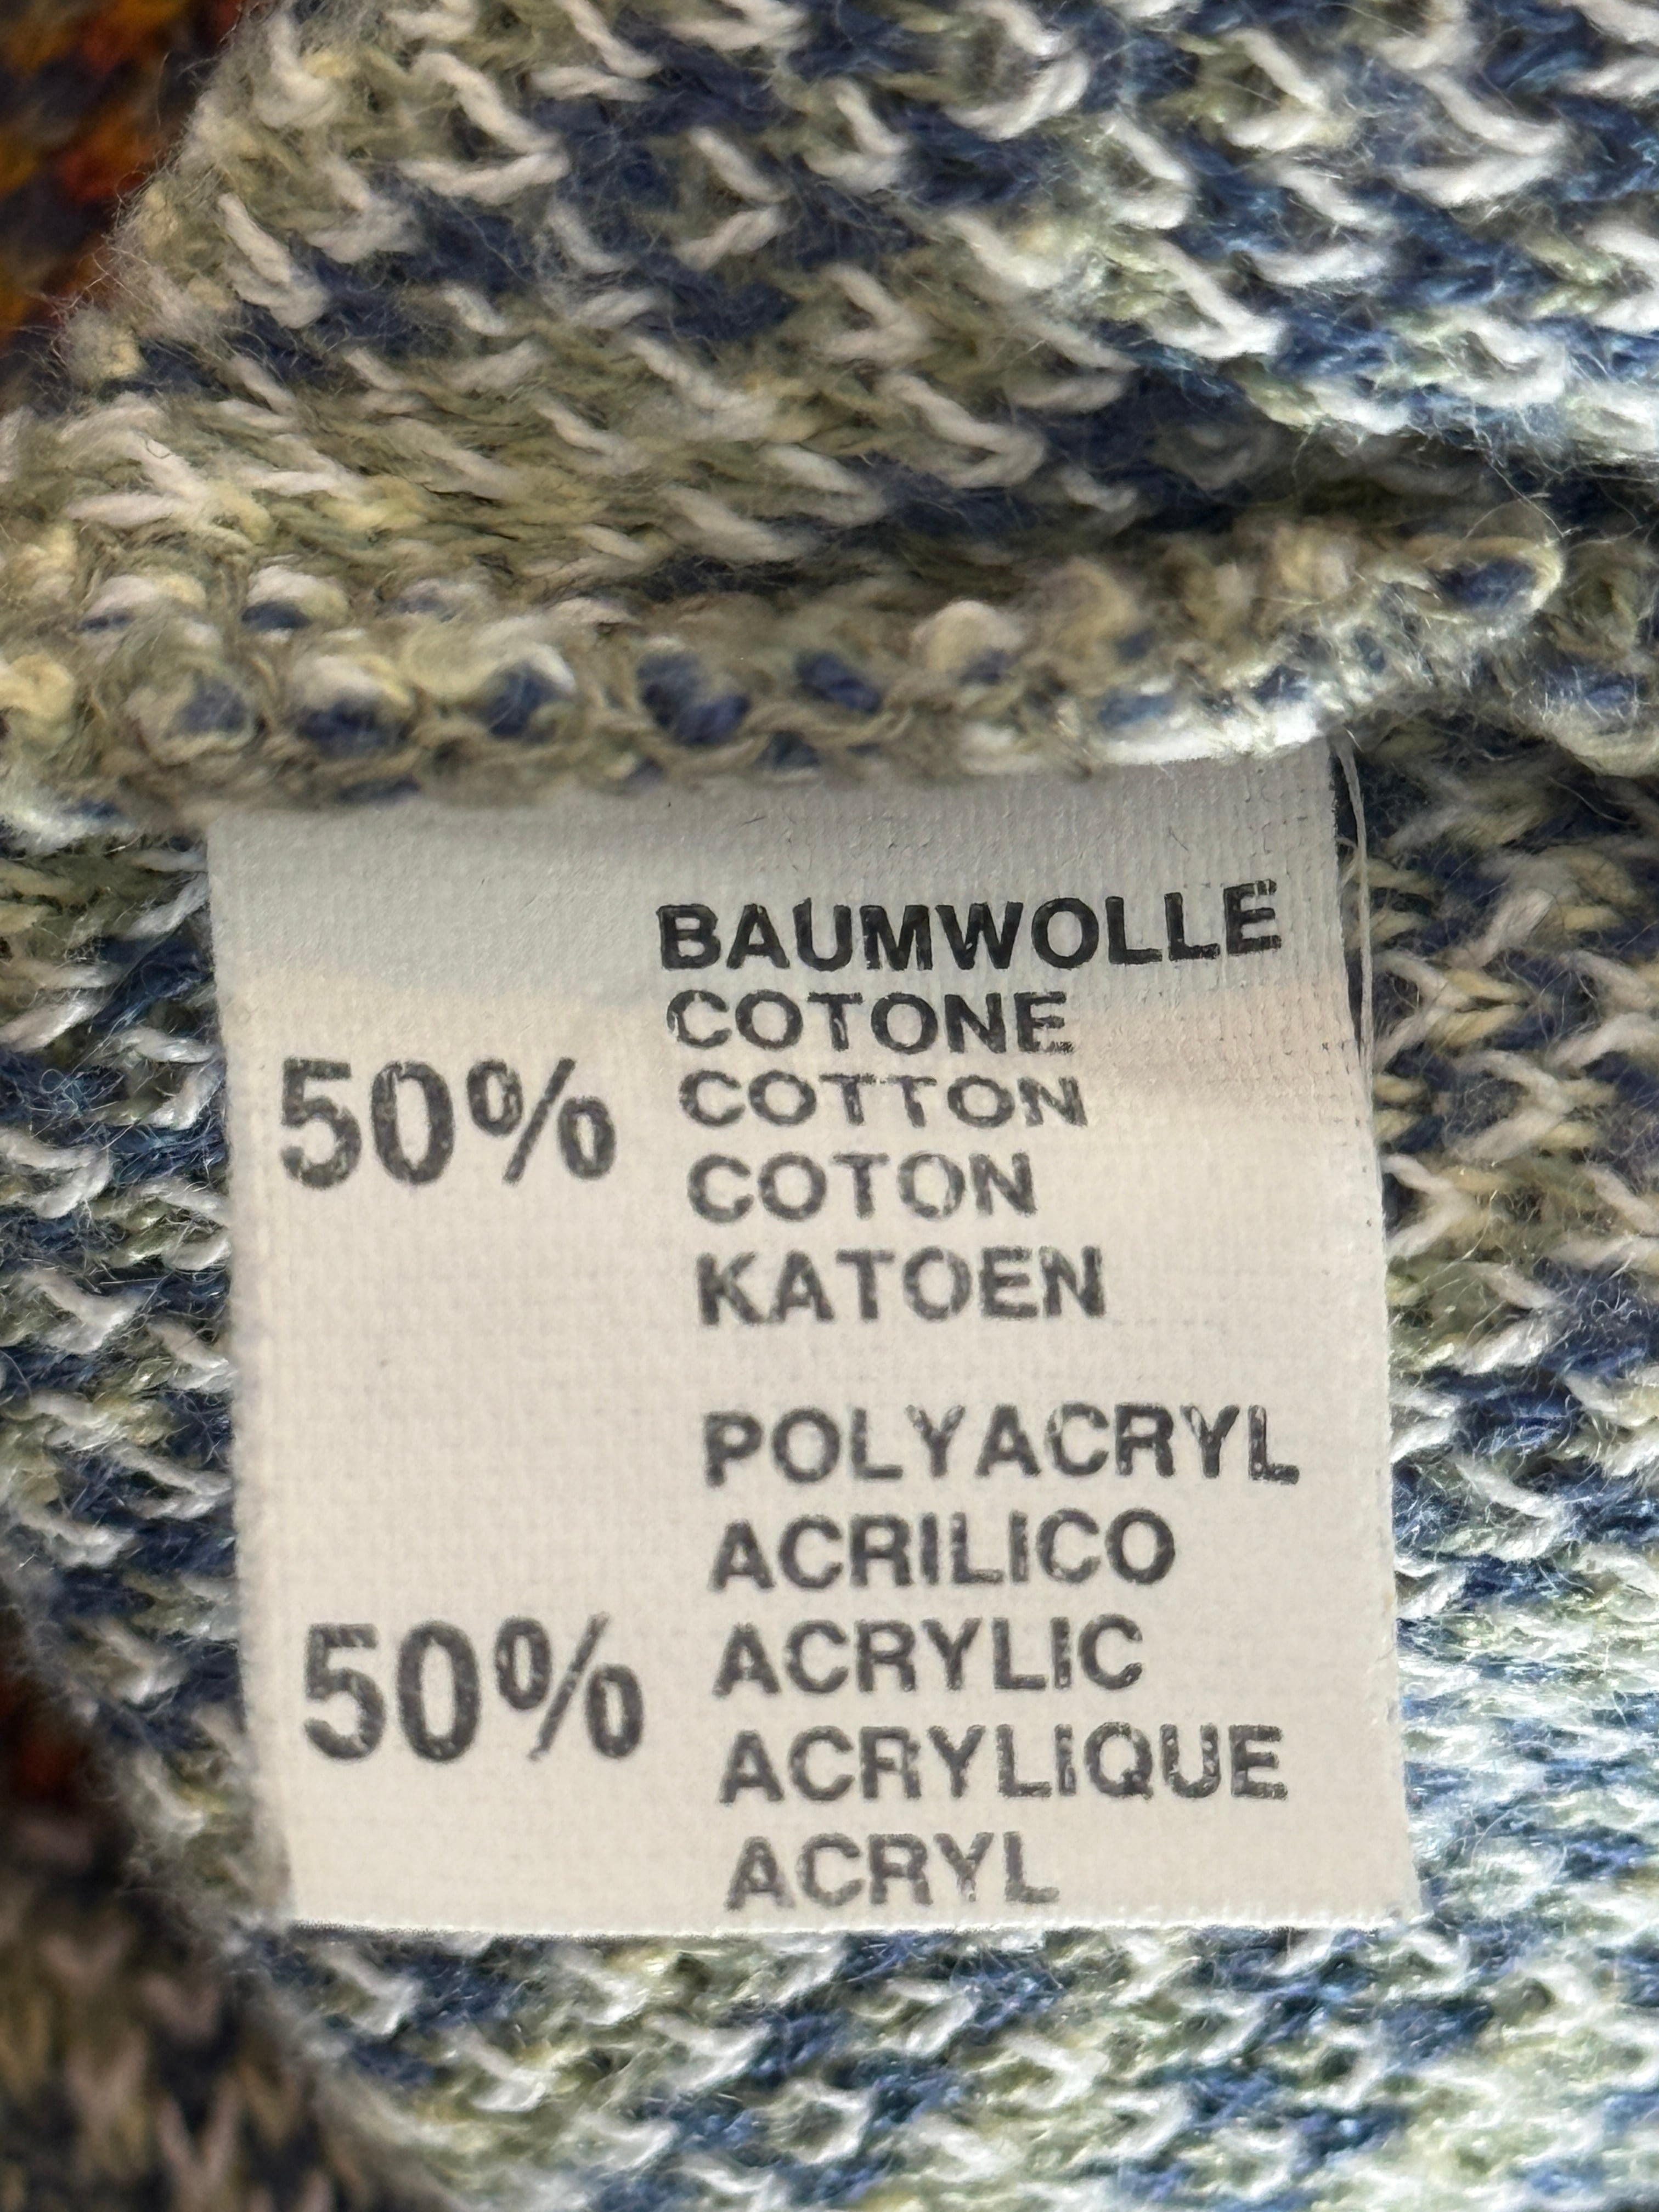 BAUMWOLLE
COTONE
50% COTTON
COTON
KATOEN
POLYACRYL
ACRILICO
50% ACRYLIC
ACRYLIQUE
ACRYL